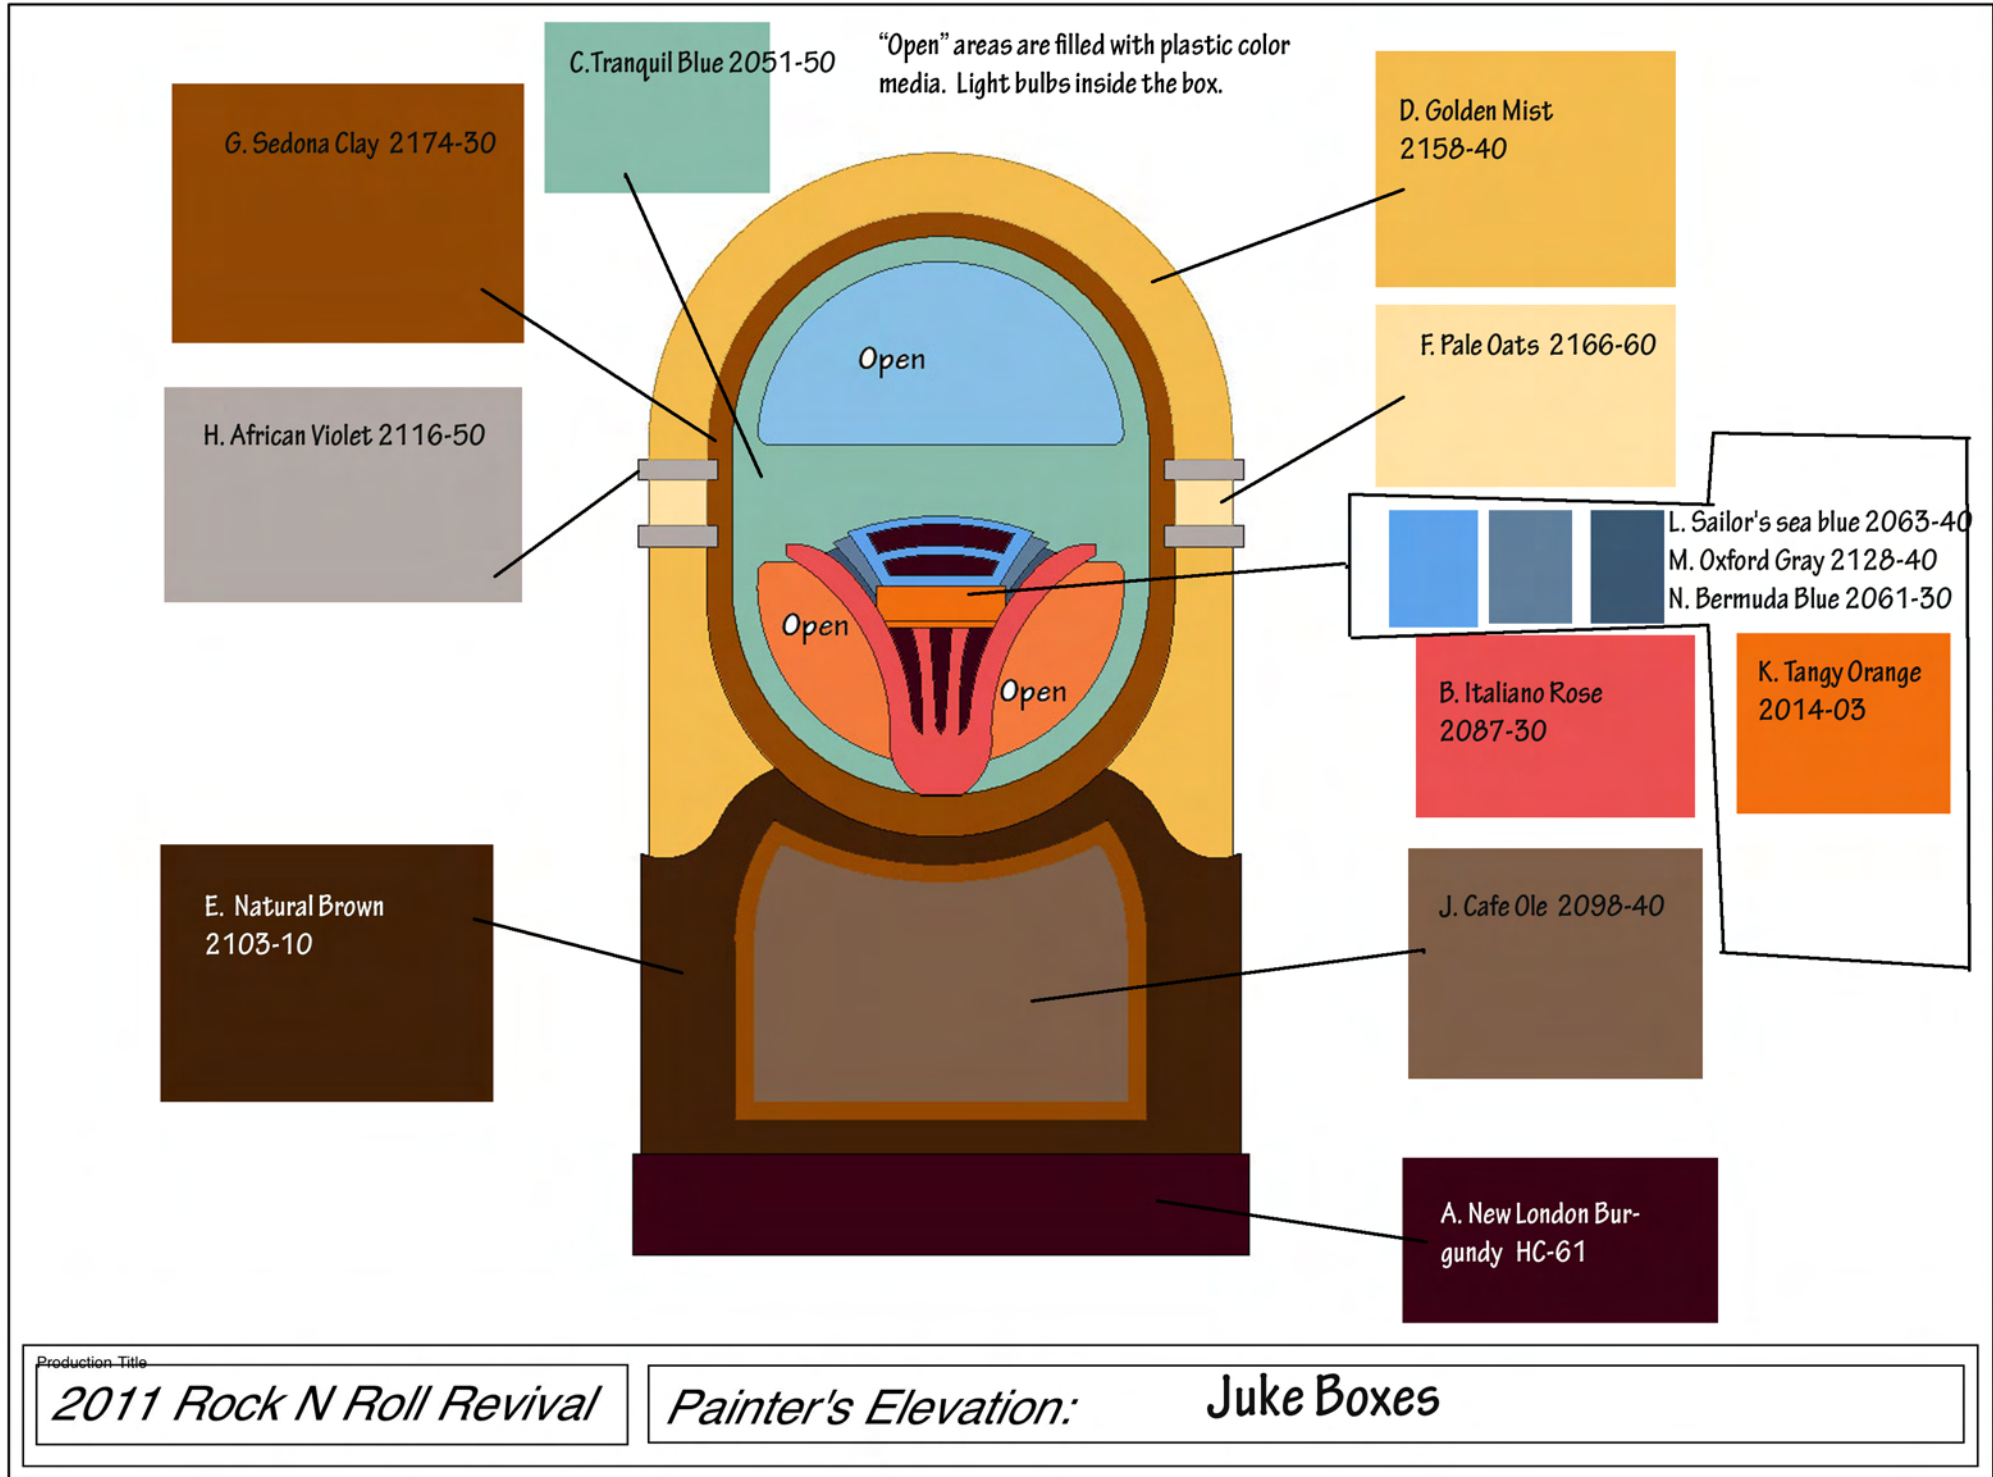 C.Tranquil Blue 2051-50
“Open” areas are filled with plastic color
media. Light bulbs inside the box.
G. Sedona Clay 2174-30
D. Golden Mist
2158-40
F. Pale Oats 2166-60
Open
H. African Violet 2116-50
L. Sailor's sea blue 2063-40
M. Oxford Gray 2128-40
N. Bermuda Blue 2061-30
Open
Open
B. Italiano Rose
2087-30
K. Tangy Orange
2014-03
E. Natural Brown
2103-10
J. Cafe Ole 2098-40
A. New London Bur-
gundy HC-61
Production Title
2011 Rock N Roll Revival
Painter's Elevation: Juke Boxes